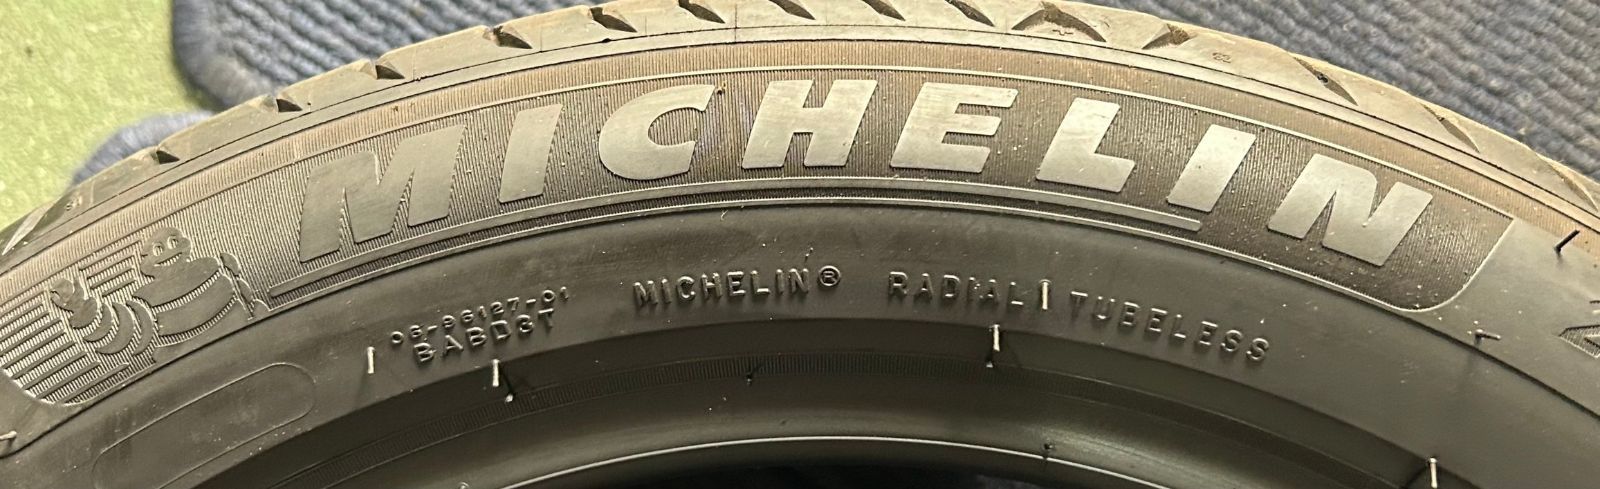 MICHELIN
06-96127-01
BABD3T
MICHELIN® RADIAL TUBELESS